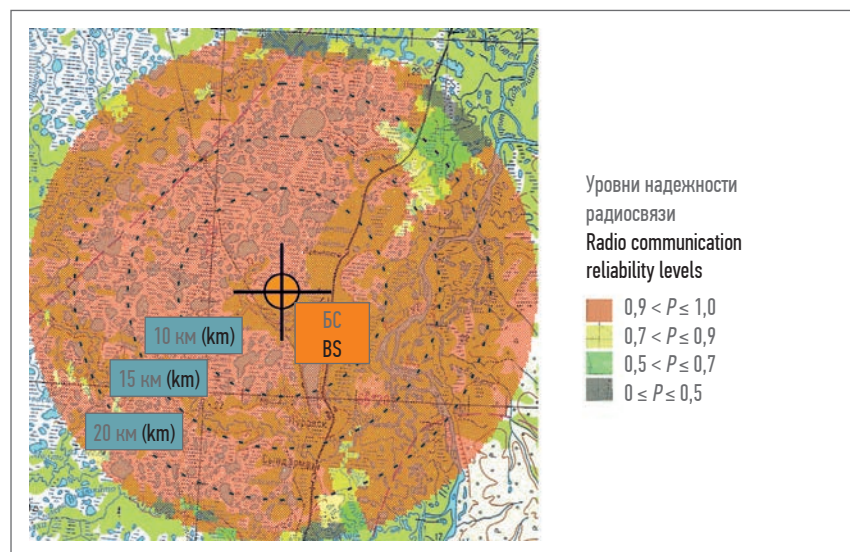 БС
BS
10 км (km)
15 км (km)
20 км (km)
Уровни надежности
радиосвязи
Radio communication
reliability levels
0,9 < P ≤ 1,0
0,7 < P ≤ 0,9
0,5 < P ≤ 0,7
0 ≤ P ≤ 0,5